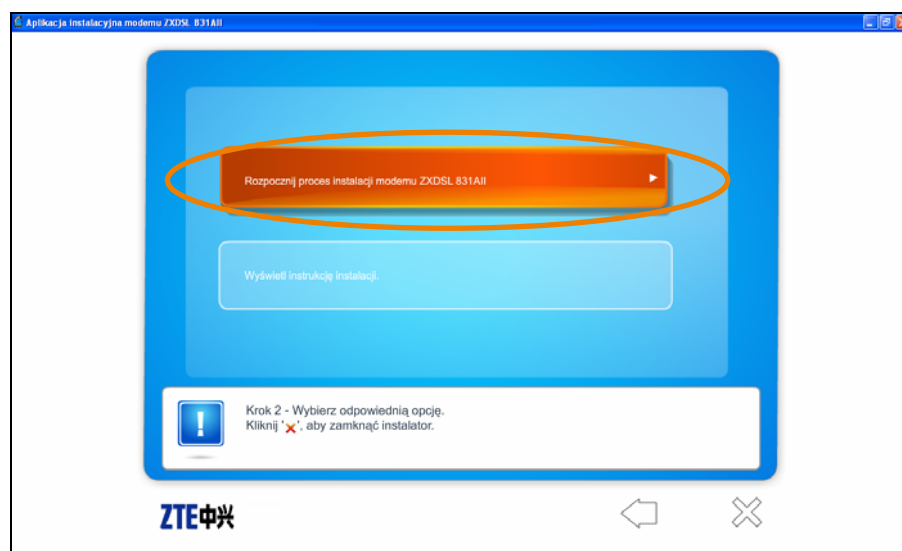 Aplikacja instalacyjna modemu ZXDSL 831AII
Rozpocznij proces instalacji modemu ZXDSL 831AII
Wyświetl instrukcję instalacji.
Krok 2 - Wybierz odpowiednią opcję.
Kliknij '×', aby zamknąć instalator.
ZTE中兴